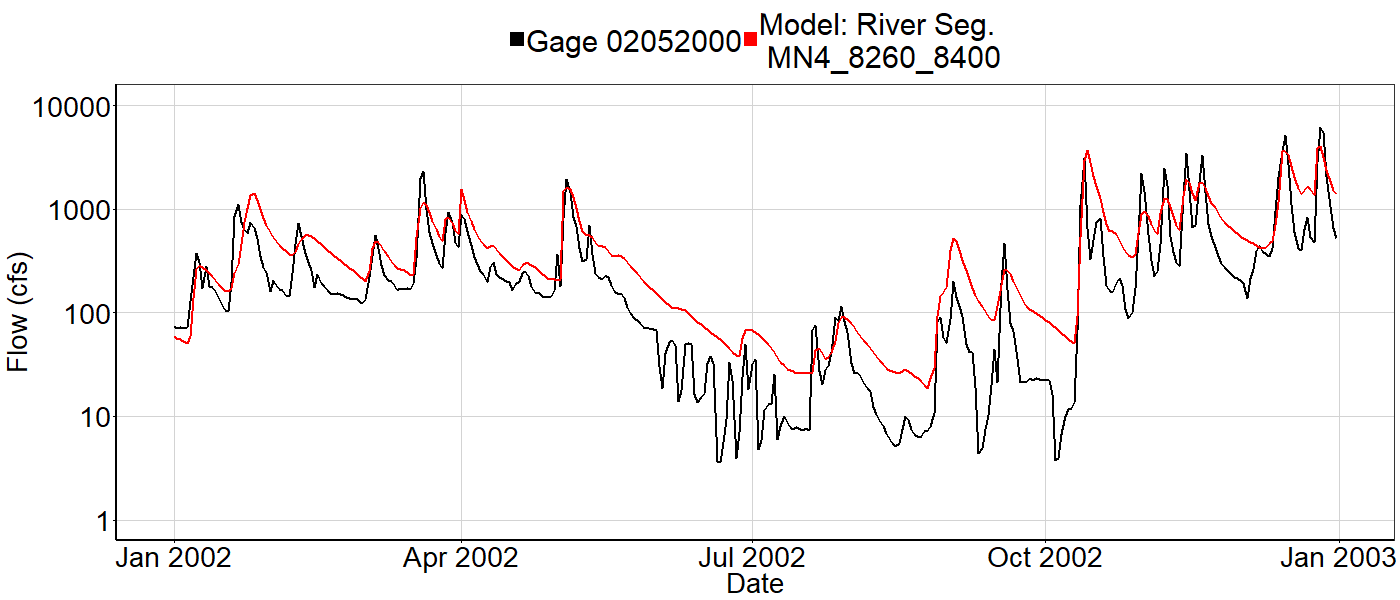 Gage 02052000
Model: River Seg.
MN4_8260_8400
Flow (cfs)
10000
1000
100
10
1
Jan 2002
Apr 2002
Jul 2002
Oct 2002
Jan 2003
Date